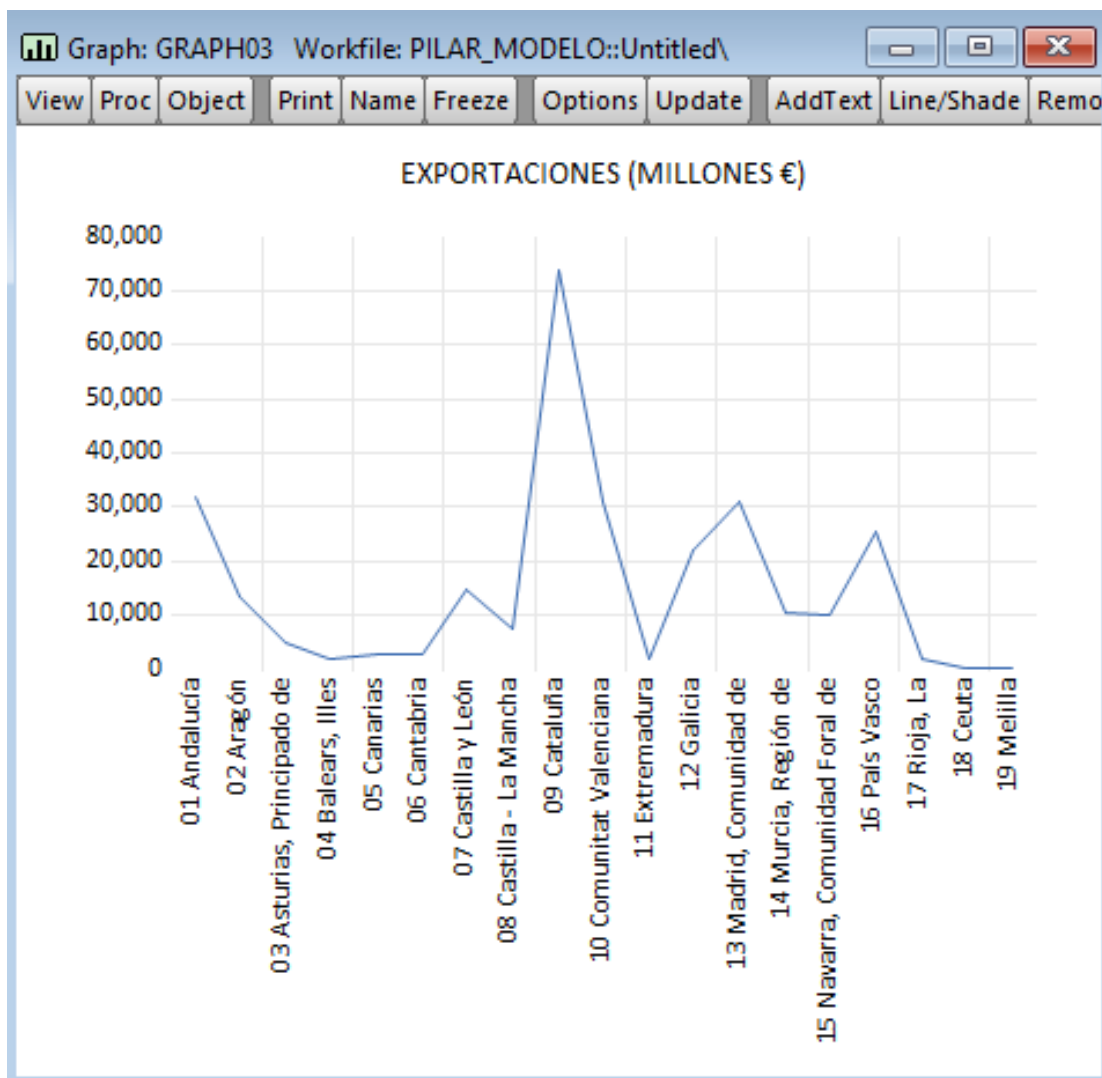 Graph: GRAPH03 Workfile: PILAR_MODELO::Untitled\
View Proc Object Print Name Freeze Options Update AddText Line/Shade Remo
EXPORTACIONES (MILLONES €)
80,000
70,000
60,000
50,000
40,000
30,000
20,000
10,000
0
01 Andalucía
02 Aragón
03 Asturias, Principado de
04 Balears, Illes
05 Canarias
06 Cantabria
07 Castilla y León
08 Castilla - La Mancha
09 Cataluña
10 Comunitat Valenciana
11 Extremadura
12 Galicia
13 Madrid, Comunidad de
14 Murcia, Región de
15 Navarra, Comunidad Foral de
16 País Vasco
17 Rioja, La
18 Ceuta
19 Melilla